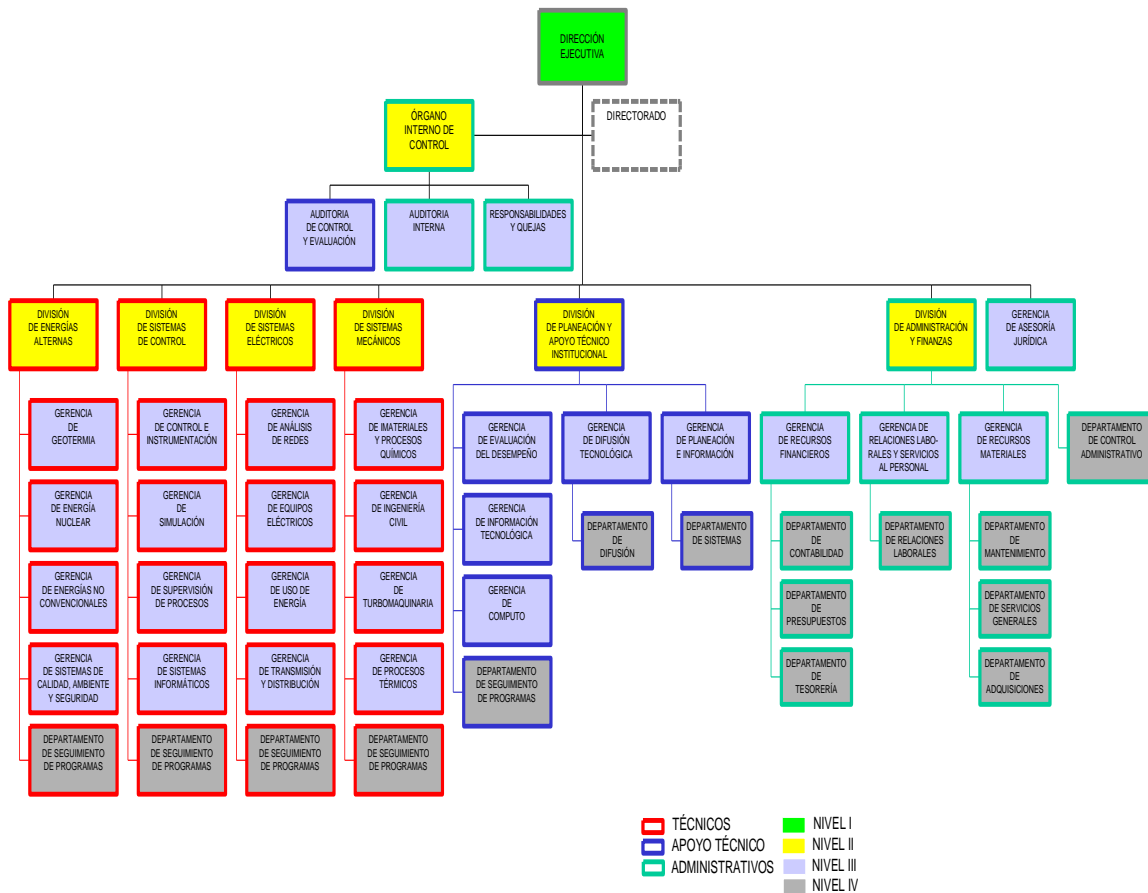 DIRECCIÓN
EJECUTIVA
ÓRGANO
INTERNO DE
CONTROL
DIRECTORADO
AUDITORIA
DE CONTROL
Y EVALUACIÓN
AUDITORIA
INTERNA
RESPONSABILIDADES
Y QUEJAS
DIVISIÓN
DE ENERGÍAS
ALTERNAS
DIVISIÓN
DE SISTEMAS
DE CONTROL
DIVISIÓN
DE SISTEMAS
ELÉCTRICOS
DIVISIÓN
DE SISTEMAS
MECÁNICOS
DIVISIÓN
DE PLANEACIÓN Y
APOYO TÉCNICO
INSTITUCIONAL
DIVISIÓN
DE ADMINISTRACIÓN
Y FINANZAS
GERENCIA
DE ASESORÍA
JURÍDICA
GERENCIA
DE
GEOTERMIA
GERENCIA
DE CONTROL E
INSTRUMENTACIÓN
GERENCIA
DE ANÁLISIS
DE REDES
GERENCIA
DE IMATERIALES
Y PROCESOS
QUÍMICOS
GERENCIA
DE EVALUACIÓN
DEL DESEMPEÑO
GERENCIA
DE DIFUSIÓN
TECNOLÓGICA
GERENCIA
DE PLANEACIÓN
E INFORMACIÓN
GERENCIA
DE RECURSOS
FINANCIEROS
GERENCIA DE
RELACIONES LABO-
RALES Y SERVICIOS
AL PERSONAL
GERENCIA
DE RECURSOS
MATERIALES
DEPARTAMENTO
DE CONTROL
ADMINISTRATIVO
GERENCIA
DE ENERGÍA
NUCLEAR
GERENCIA
DE
SIMULACIÓN
GERENCIA
DE EQUIPOS
ELÉCTRICOS
GERENCIA
DE INGENIERÍA
CIVIL
GERENCIA
DE INFORMACIÓN
TECNOLÓGICA
DEPARTAMENTO
DE
DIFUSIÓN
DEPARTAMENTO
DE SISTEMAS
DEPARTAMENTO
DE
CONTABILIDAD
DEPARTAMENTO
DE RELACIONES
LABORALES
DEPARTAMENTO
DE
MANTENIMIENTO
GERENCIA
DE ENERGÍAS NO
CONVENCIONALES
GERENCIA
DE SUPERVISIÓN
DE PROCESOS
GERENCIA
DE USO DE
ENERGÍA
GERENCIA
DE
TURBOMAQUINARIA
GERENCIA
DE
COMPUTO
DEPARTAMENTO
DE
PRESUPUESTOS
DEPARTAMENTO
DE SERVICIOS
GENERALES
GERENCIA
DE SISTEMAS DE
CALIDAD, AMBIENTE
Y SEGURIDAD
GERENCIA
DE SISTEMAS
INFORMÁTICOS
GERENCIA
DE TRANSMISIÓN
Y DISTRIBUCIÓN
GERENCIA
DE PROCESOS
TÉRMICOS
DEPARTAMENTO
DE SEGUIMIENTO
DE PROGRAMAS
DEPARTAMENTO
DE
TESORERÍA
DEPARTAMENTO
DE
ADQUISICIONES
DEPARTAMENTO
DE SEGUIMIENTO
DE PROGRAMAS
DEPARTAMENTO
DE SEGUIMIENTO
DE PROGRAMAS
DEPARTAMENTO
DE SEGUIMIENTO
DE PROGRAMAS
DEPARTAMENTO
DE SEGUIMIENTO
DE PROGRAMAS
TÉCNICOS
APOYO TÉCNICO
ADMINISTRATIVOS
NIVEL I
NIVEL II
NIVEL III
NIVEL IV